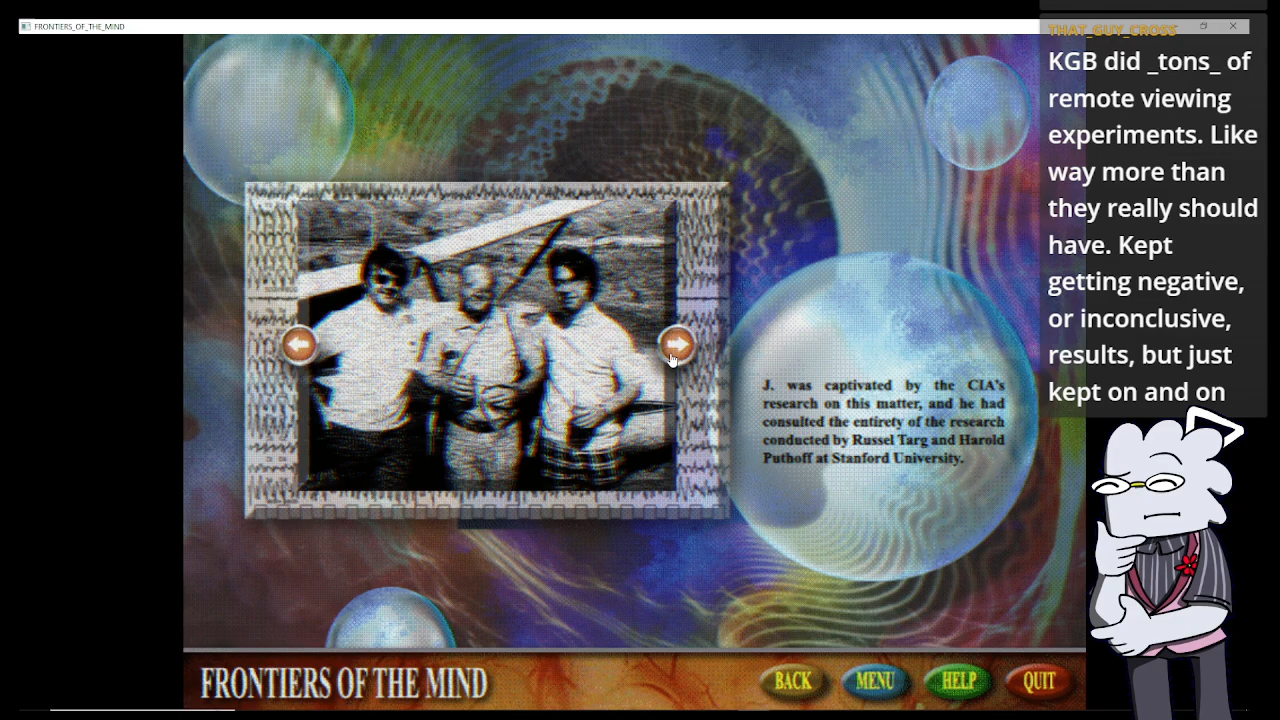 FRONTIERS_OF_THE_MIND
THAT_GUY_CROSS
KGB did _tons_ of
remote viewing
experiments. Like
way more than
they really should
have. Kept
getting negative,
or inconclusive,
results, but just
kept on and on
J. was captivated by the CIA's
research on this matter, and he had
consulted the entirety of the research
conducted by Russel Targ and Harold
Puthoff at Stanford University.
FRONTIERS OF THE MIND
BACK
MENU
HELP
QUIT